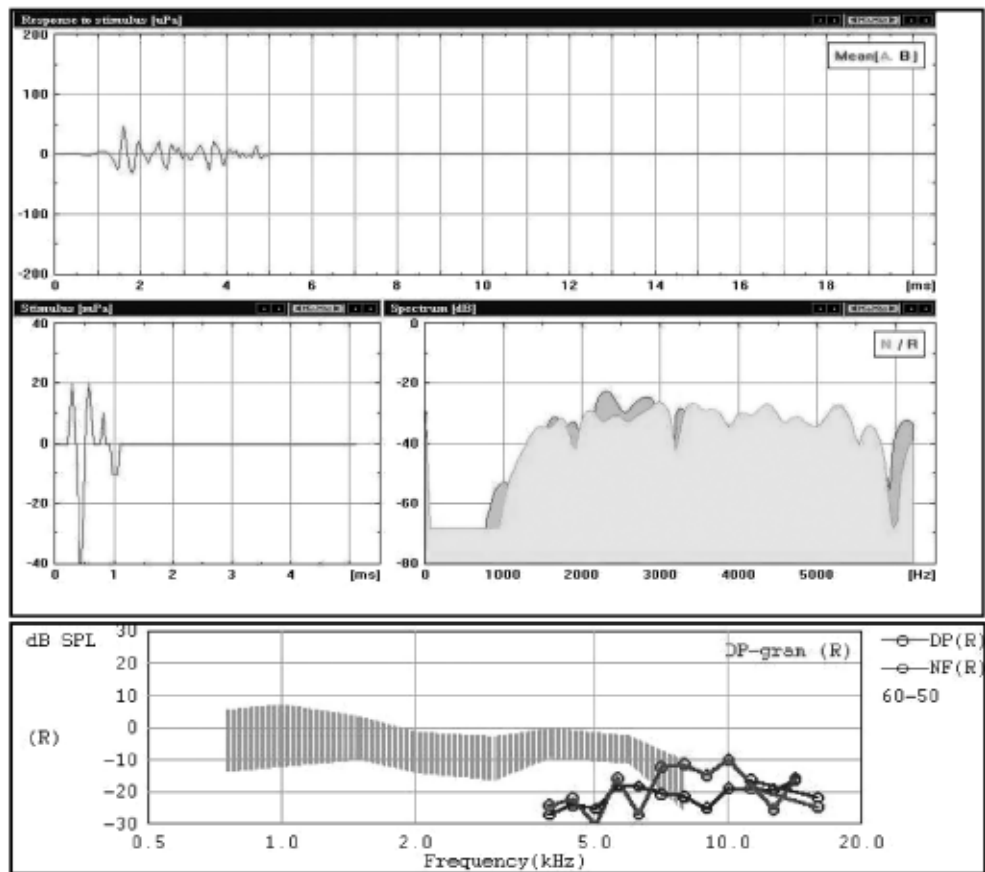 Response to stimulus [uPa]
Mean[A. B]
200
100
0
-100
-200
0 2 4 6 8 10 12 14 16 18 [ms]
Stimulus [mPa]
40
20
0
-20
-40
0 1 2 3 4 [ms]
Spectrum [dB]
N / R
0
-20
-40
-60
-80
0 1000 2000 3000 4000 5000 [Hz]
dB SPL
(R)
DP-gran (R)
30
20
10
0
-10
-20
-30
0.5 1.0 2.0 5.0 10.0 20.0
Frequency(kHz)
DP(R)
NF(R)
60-50